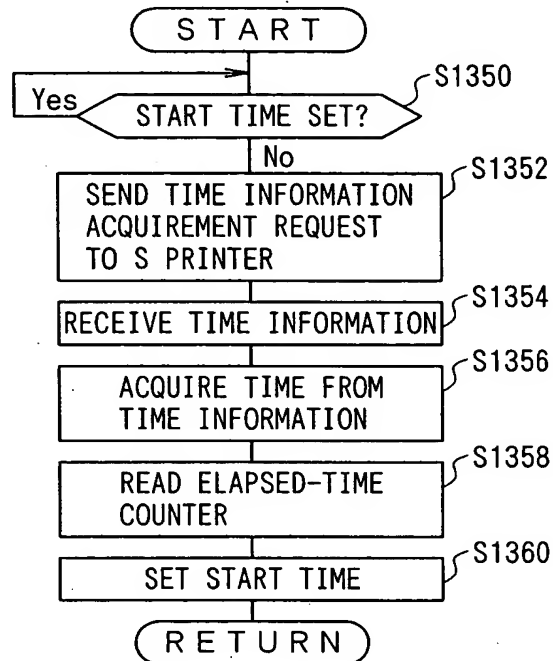 START
S1350
Yes
START TIME SET?
No
S1352
SEND TIME INFORMATION
ACQUIREMENT REQUEST
TO S PRINTER
S1354
RECEIVE TIME INFORMATION
S1356
ACQUIRE TIME FROM
TIME INFORMATION
S1358
READ ELAPSED-TIME
COUNTER
S1360
SET START TIME
RETURN